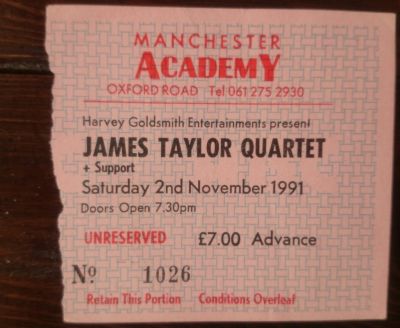 MANCHESTER
ACADEMY
OXFORD ROAD Tel 061 275 2930
Harvey Goldsmith Entertainments present
JAMES TAYLOR QUARTET
+ Support
Saturday 2nd November 1991
Doors Open 7.30pm
UNRESERVED £7.00 Advance
Nº 1026
Retain This Portion Conditions Overleaf